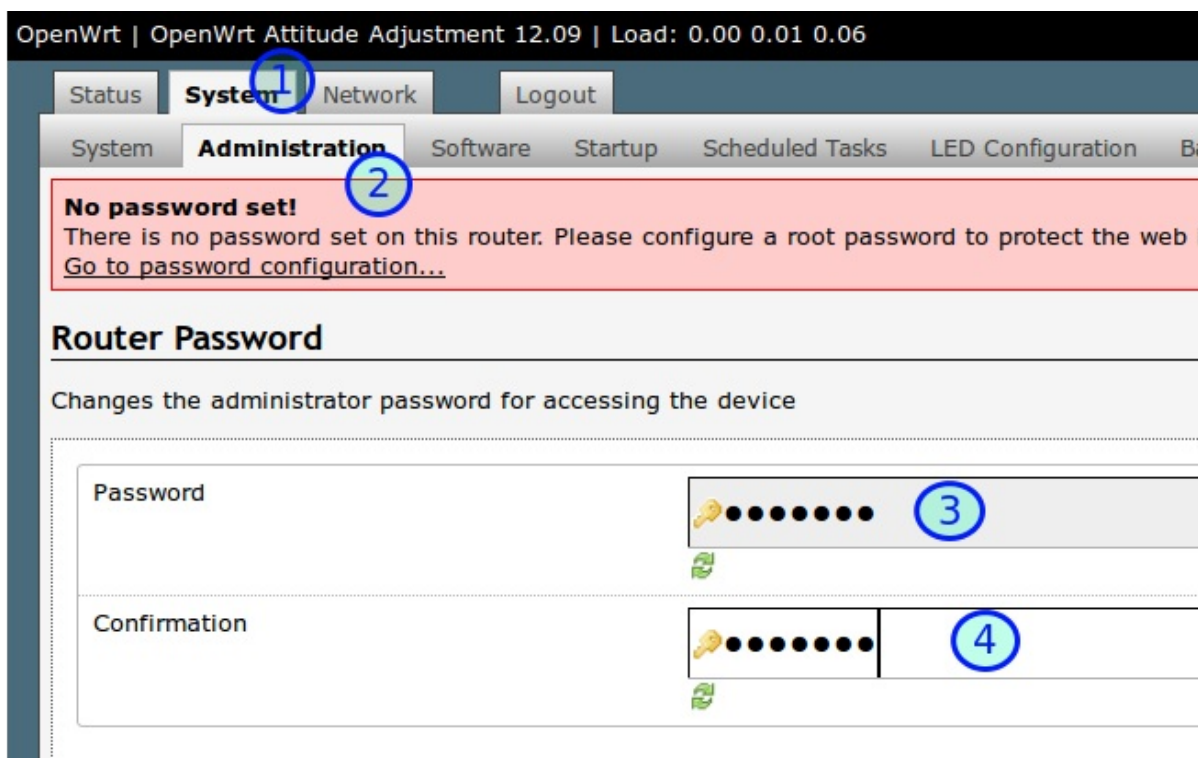 OpenWrt | OpenWrt Attitude Adjustment 12.09 | Load: 0.00 0.01 0.06
Status System 1 Network Logout
System Administration Software Startup Scheduled Tasks LED Configuration Ba
2
No password set!
There is no password set on this router. Please configure a root password to protect the web
Go to password configuration...
Router Password
Changes the administrator password for accessing the device
Password ●●●●●●● 3
Confirmation ●●●●●●● 4